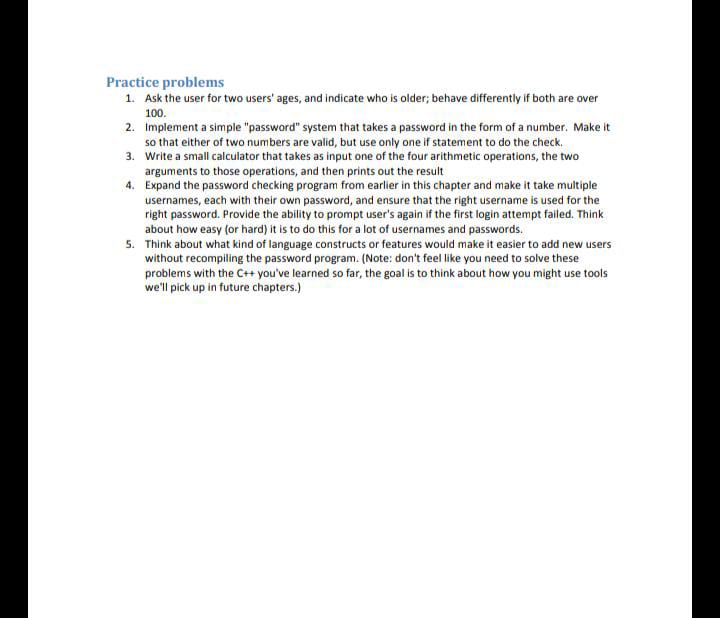 Practice problems
1. Ask the user for two users' ages, and indicate who is older; behave differently if both are over
100.
2. Implement a simple "password" system that takes a password in the form of a number. Make it
so that either of two numbers are valid, but use only one if statement to do the check.
3. Write a small calculator that takes as input one of the four arithmetic operations, the two
arguments to those operations, and then prints out the result
4. Expand the password checking program from earlier in this chapter and make it take multiple
usernames, each with their own password, and ensure that the right username is used for the
right password. Provide the ability to prompt user's again if the first login attempt failed. Think
about how easy (or hard) it is to do this for a lot of usernames and passwords.
5. Think about what kind of language constructs or features would make it easier to add new users
without recompiling the password program. (Note: don't feel like you need to solve these
problems with the C++ you've learned so far, the goal is to think about how you might use tools
we'll pick up in future chapters.)